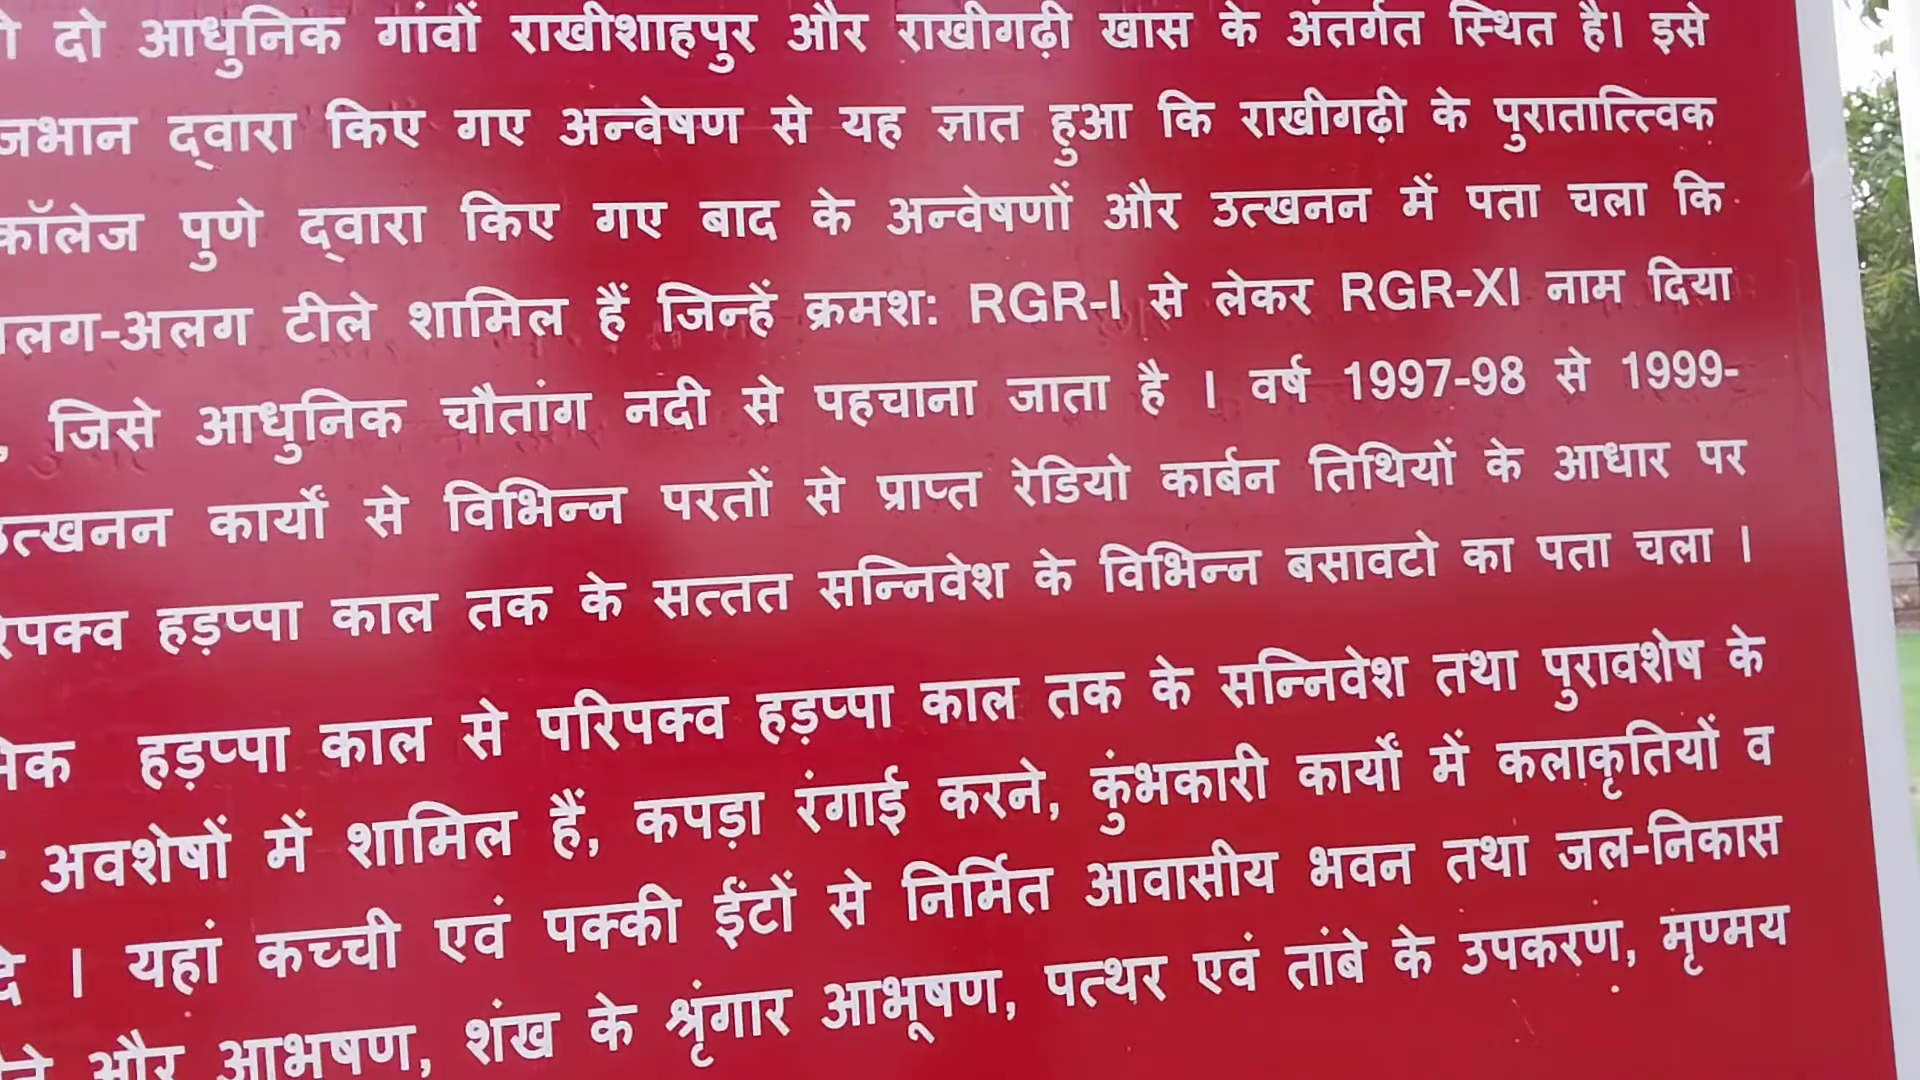 दो आधुनिक गांवों राखीशाहपुर और राखीगढ़ी खास के अंतर्गत स्थित है। इसे
द्वारा किए गए अन्वेषण से यह ज्ञात हुआ कि राखीगढ़ी के पुरातात्त्विक
कॉलेज पुणे द्वारा किए गए बाद के अन्वेषणों और उत्खनन में पता चला कि
टीले शामिल हैं जिन्हें क्रमश: RGR-I से लेकर RGR-XI नाम दिया
, जिसे आधुनिक चौतांग नदी से पहचाना जाता है । वर्ष 1997-98 से 1999-
उत्खनन कार्यों से विभिन्न परतों से प्राप्त रेडियो कार्बन तिथियों के आधार पर
हड़प्पा काल तक के सत्तत सन्निवेश के विभिन्न बसावटो का पता चला ।
हड़प्पा काल से परिपक्व हड़प्पा काल तक के सन्निवेश तथा पुरावशेष के
अवशेषों में शामिल हैं, कपड़ा रंगाई करने, कुंभकारी कार्यों में कलाकृतियों व
। यहां कच्ची एवं पक्की ईंटों से निर्मित आवासीय भवन तथा जल-निकास
और आभषण, शंख के श्रृंगार आभूषण, पत्थर एवं तांबे के उपकरण, मृण्मय